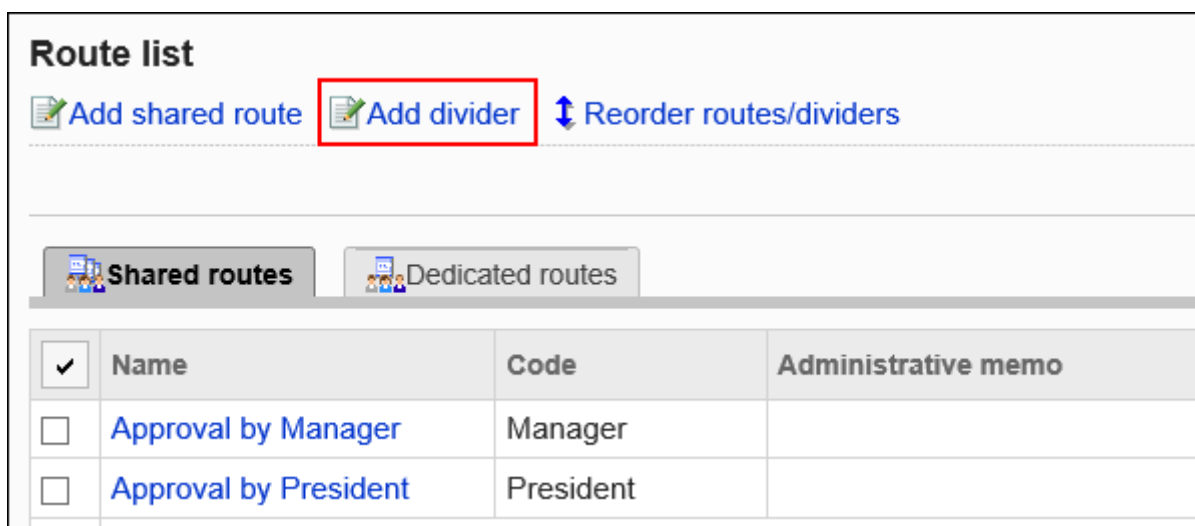 Route list
Add shared route Add divider Reorder routes/dividers
Shared routes Dedicated routes
Name Code Administrative memo
Approval by Manager Manager
Approval by President President